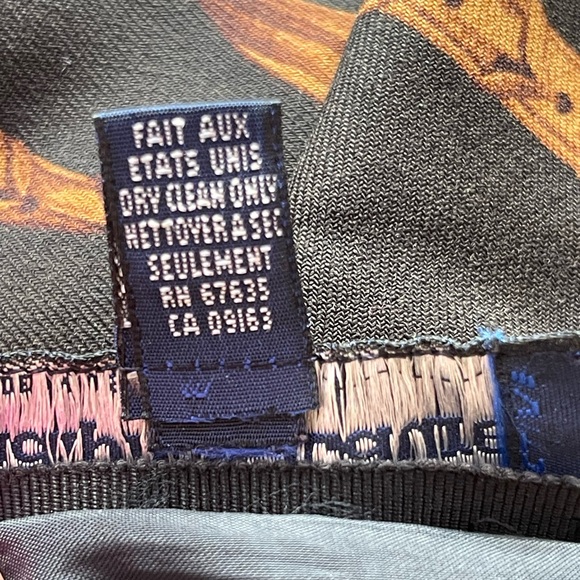 FAIT AUX
ETATS UNIS
DRY CLEAN ONLY
NETTOYER A SEC
SEULEMENT
RN 67635
CA 09163